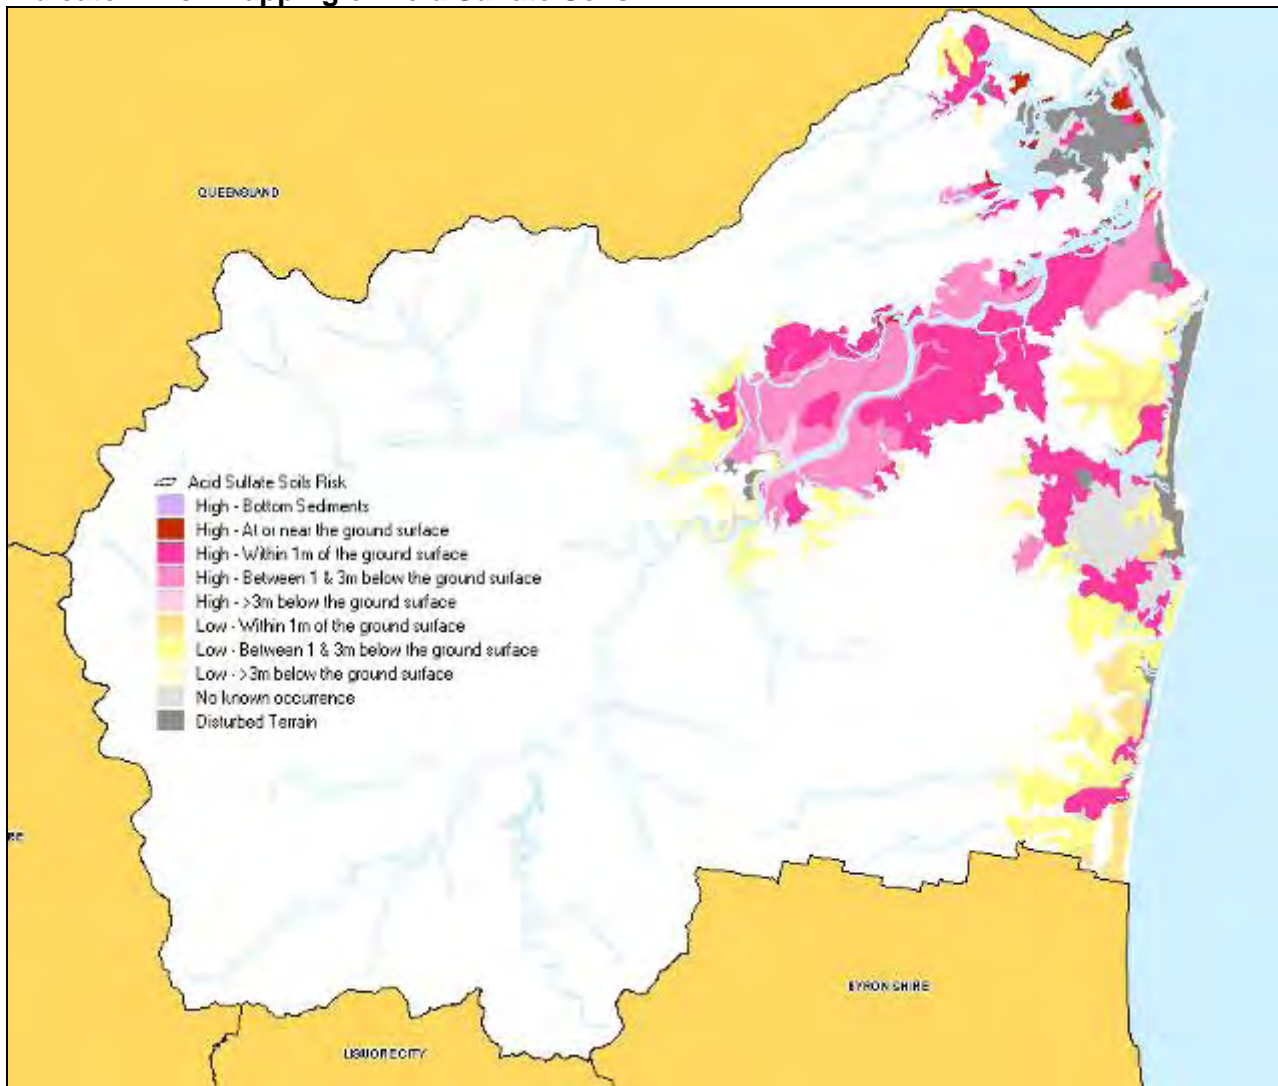 QUEENSLAND
Acid Sulfate Soils Risk
High - Bottom Sediments
High - At or near the ground surface
High - Within 1m of the ground surface
High - Between 1 & 3m below the ground surface
High - >3m below the ground surface
Low - Within 1m of the ground surface
Low - Between 1 & 3m below the ground surface
Low - >3m below the ground surface
No known occurrence
Disturbed Terrain
RE
BYRON SHIRE
LISMORE CITY